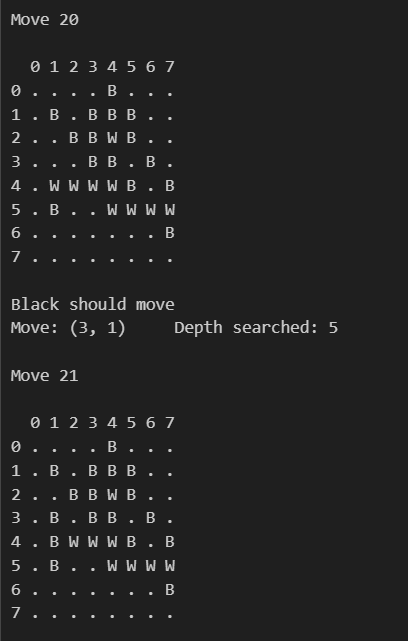 Move 20
0 1 2 3 4 5 6 7
0 . . . . B . . .
1 . B . B B B . .
2 . . B B W B . .
3 . . . B B . B .
4 . W W W W B . B
5 . B . . W W W W
6 . . . . . . . B
7 . . . . . . . .
Black should move
Move: (3, 1)     Depth searched: 5
Move 21
0 1 2 3 4 5 6 7
0 . . . . B . . .
1 . B . B B B . .
2 . . B B W B . .
3 . B . B B . B .
4 . B W W W B . B
5 . B . . W W W W
6 . . . . . . . B
7 . . . . . . . .